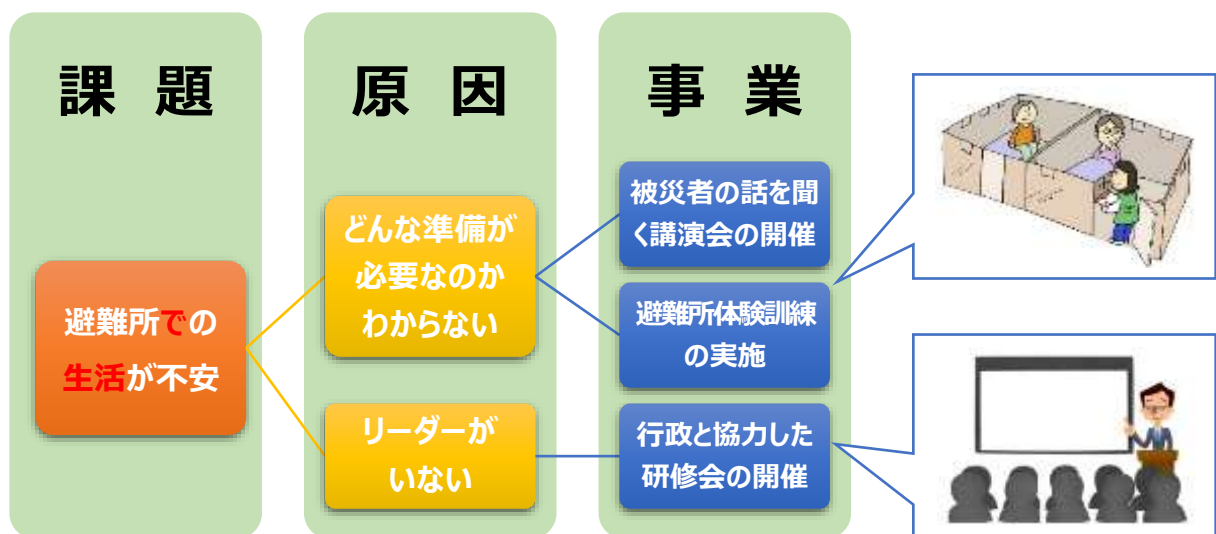 課 題
原 因
事 業
避難所での
生活が不安
どんな準備が
必要なのか
わからない
リーダーが
いない
被災者の話を聞
く講演会の開催
避難所体験訓練
の実施
行政と協力した
研修会の開催